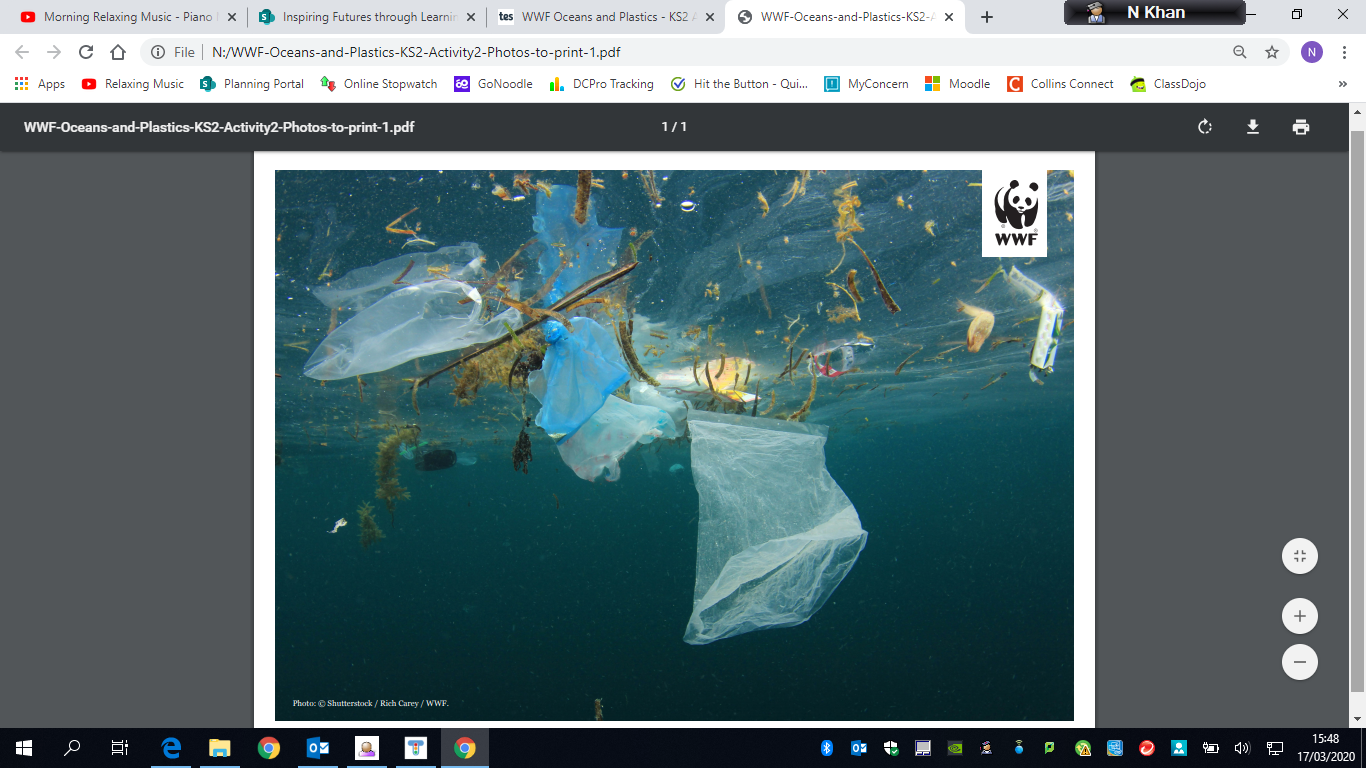 Morning Relaxing Music - Piano
Inspiring Futures through Learnin
tes WWF Oceans and Plastics - KS2
WWF-Oceans-and-Plastics-KS2-A
N Khan
File N:/WWF-Oceans-and-Plastics-KS2-Activity2-Photos-to-print-1.pdf
N
Apps Relaxing Music Planning Portal Online Stopwatch GoNoodle DCPro Tracking Hit the Button - Qui... MyConcern Moodle Collins Connect ClassDojo
WWF-Oceans-and-Plastics-KS2-Activity2-Photos-to-print-1.pdf 1 / 1
WWF
Photo: © Shutterstock / Rich Carey / WWF.
15:48
17/03/2020